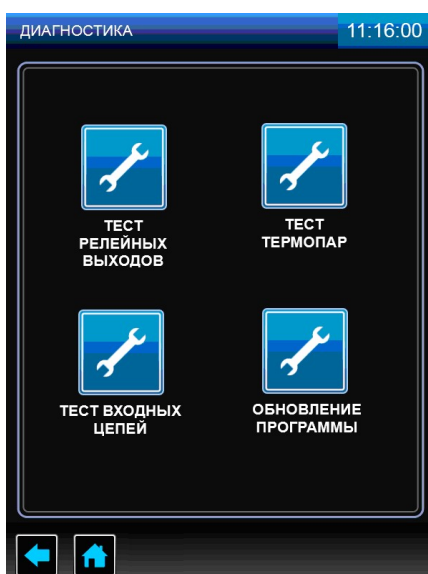 ДИАГНОСТИКА 11:16:00
ТЕСТ
РЕЛЕЙНЫХ
ВЫХОДОВ
ТЕСТ
ТЕРМОПАР
ТЕСТ ВХОДНЫХ
ЦЕПЕЙ
ОБНОВЛЕНИЕ
ПРОГРАММЫ